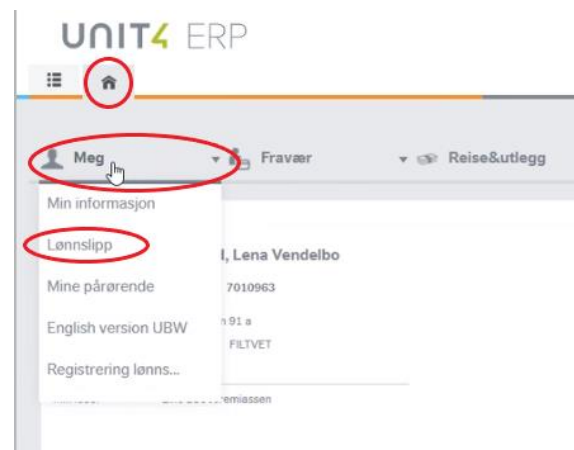 UNIT4 ERP
Meg Fravær Reise&utlegg
Min informasjon
Lønnslipp
, Lena Vendelbo
Mine pårørende 7010963
91 a
English version UBW
FILTVET
Registrering lønns...